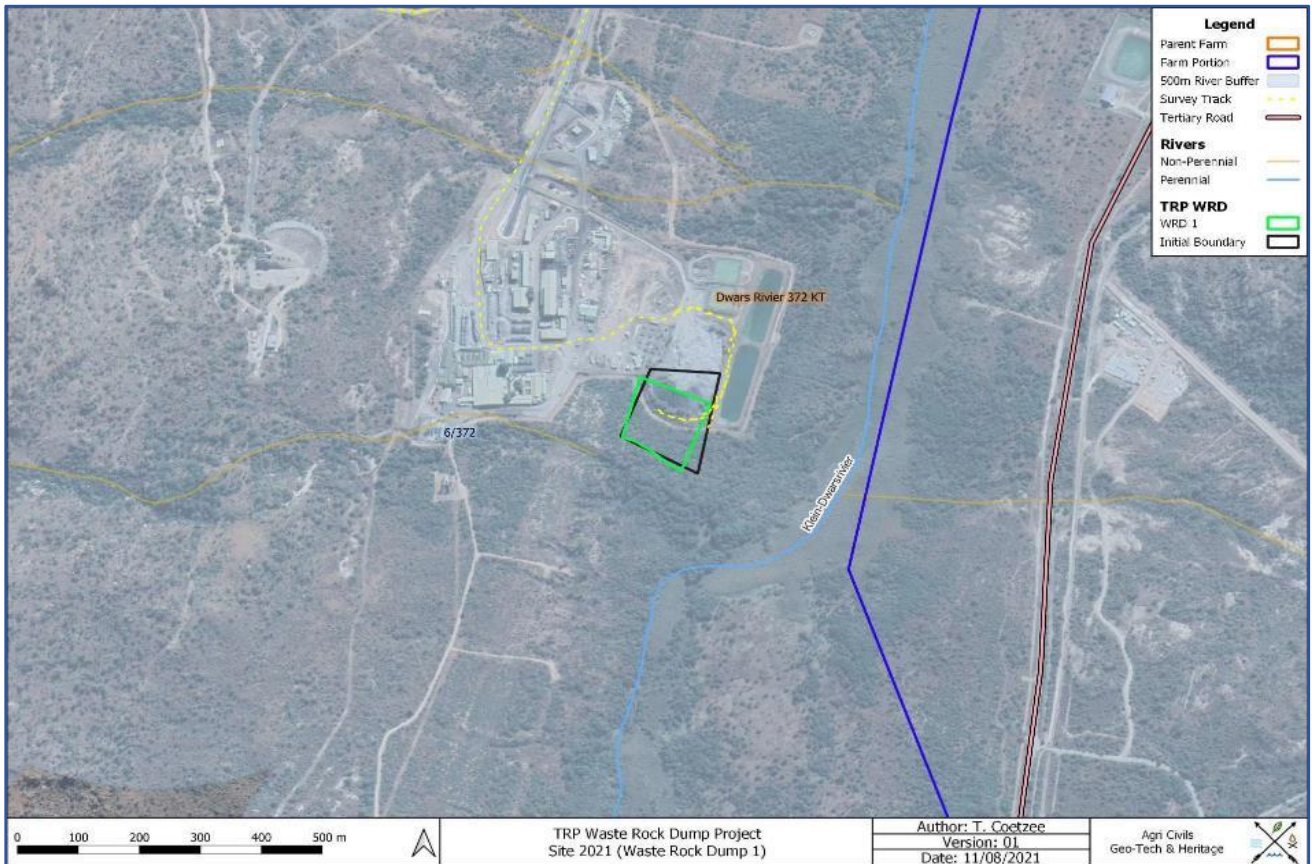 Legend
Parent Farm
Farm Portion
500m River Buffer
Survey Track
Tertiary Road
Rivers
Non-Perennial
Perennial
TRP WRD
WRD 1
Initial Boundary
Dwars Rivier 372 KT
6/372
Klein-Dwarsrivier
0 100 200 300 400 500 m
TRP Waste Rock Dump Project
Site 2021 (Waste Rock Dump 1)
Author: T. Coetzee
Version: 01
Date: 11/08/2021
Agri Civils
Geo-Tech & Heritage